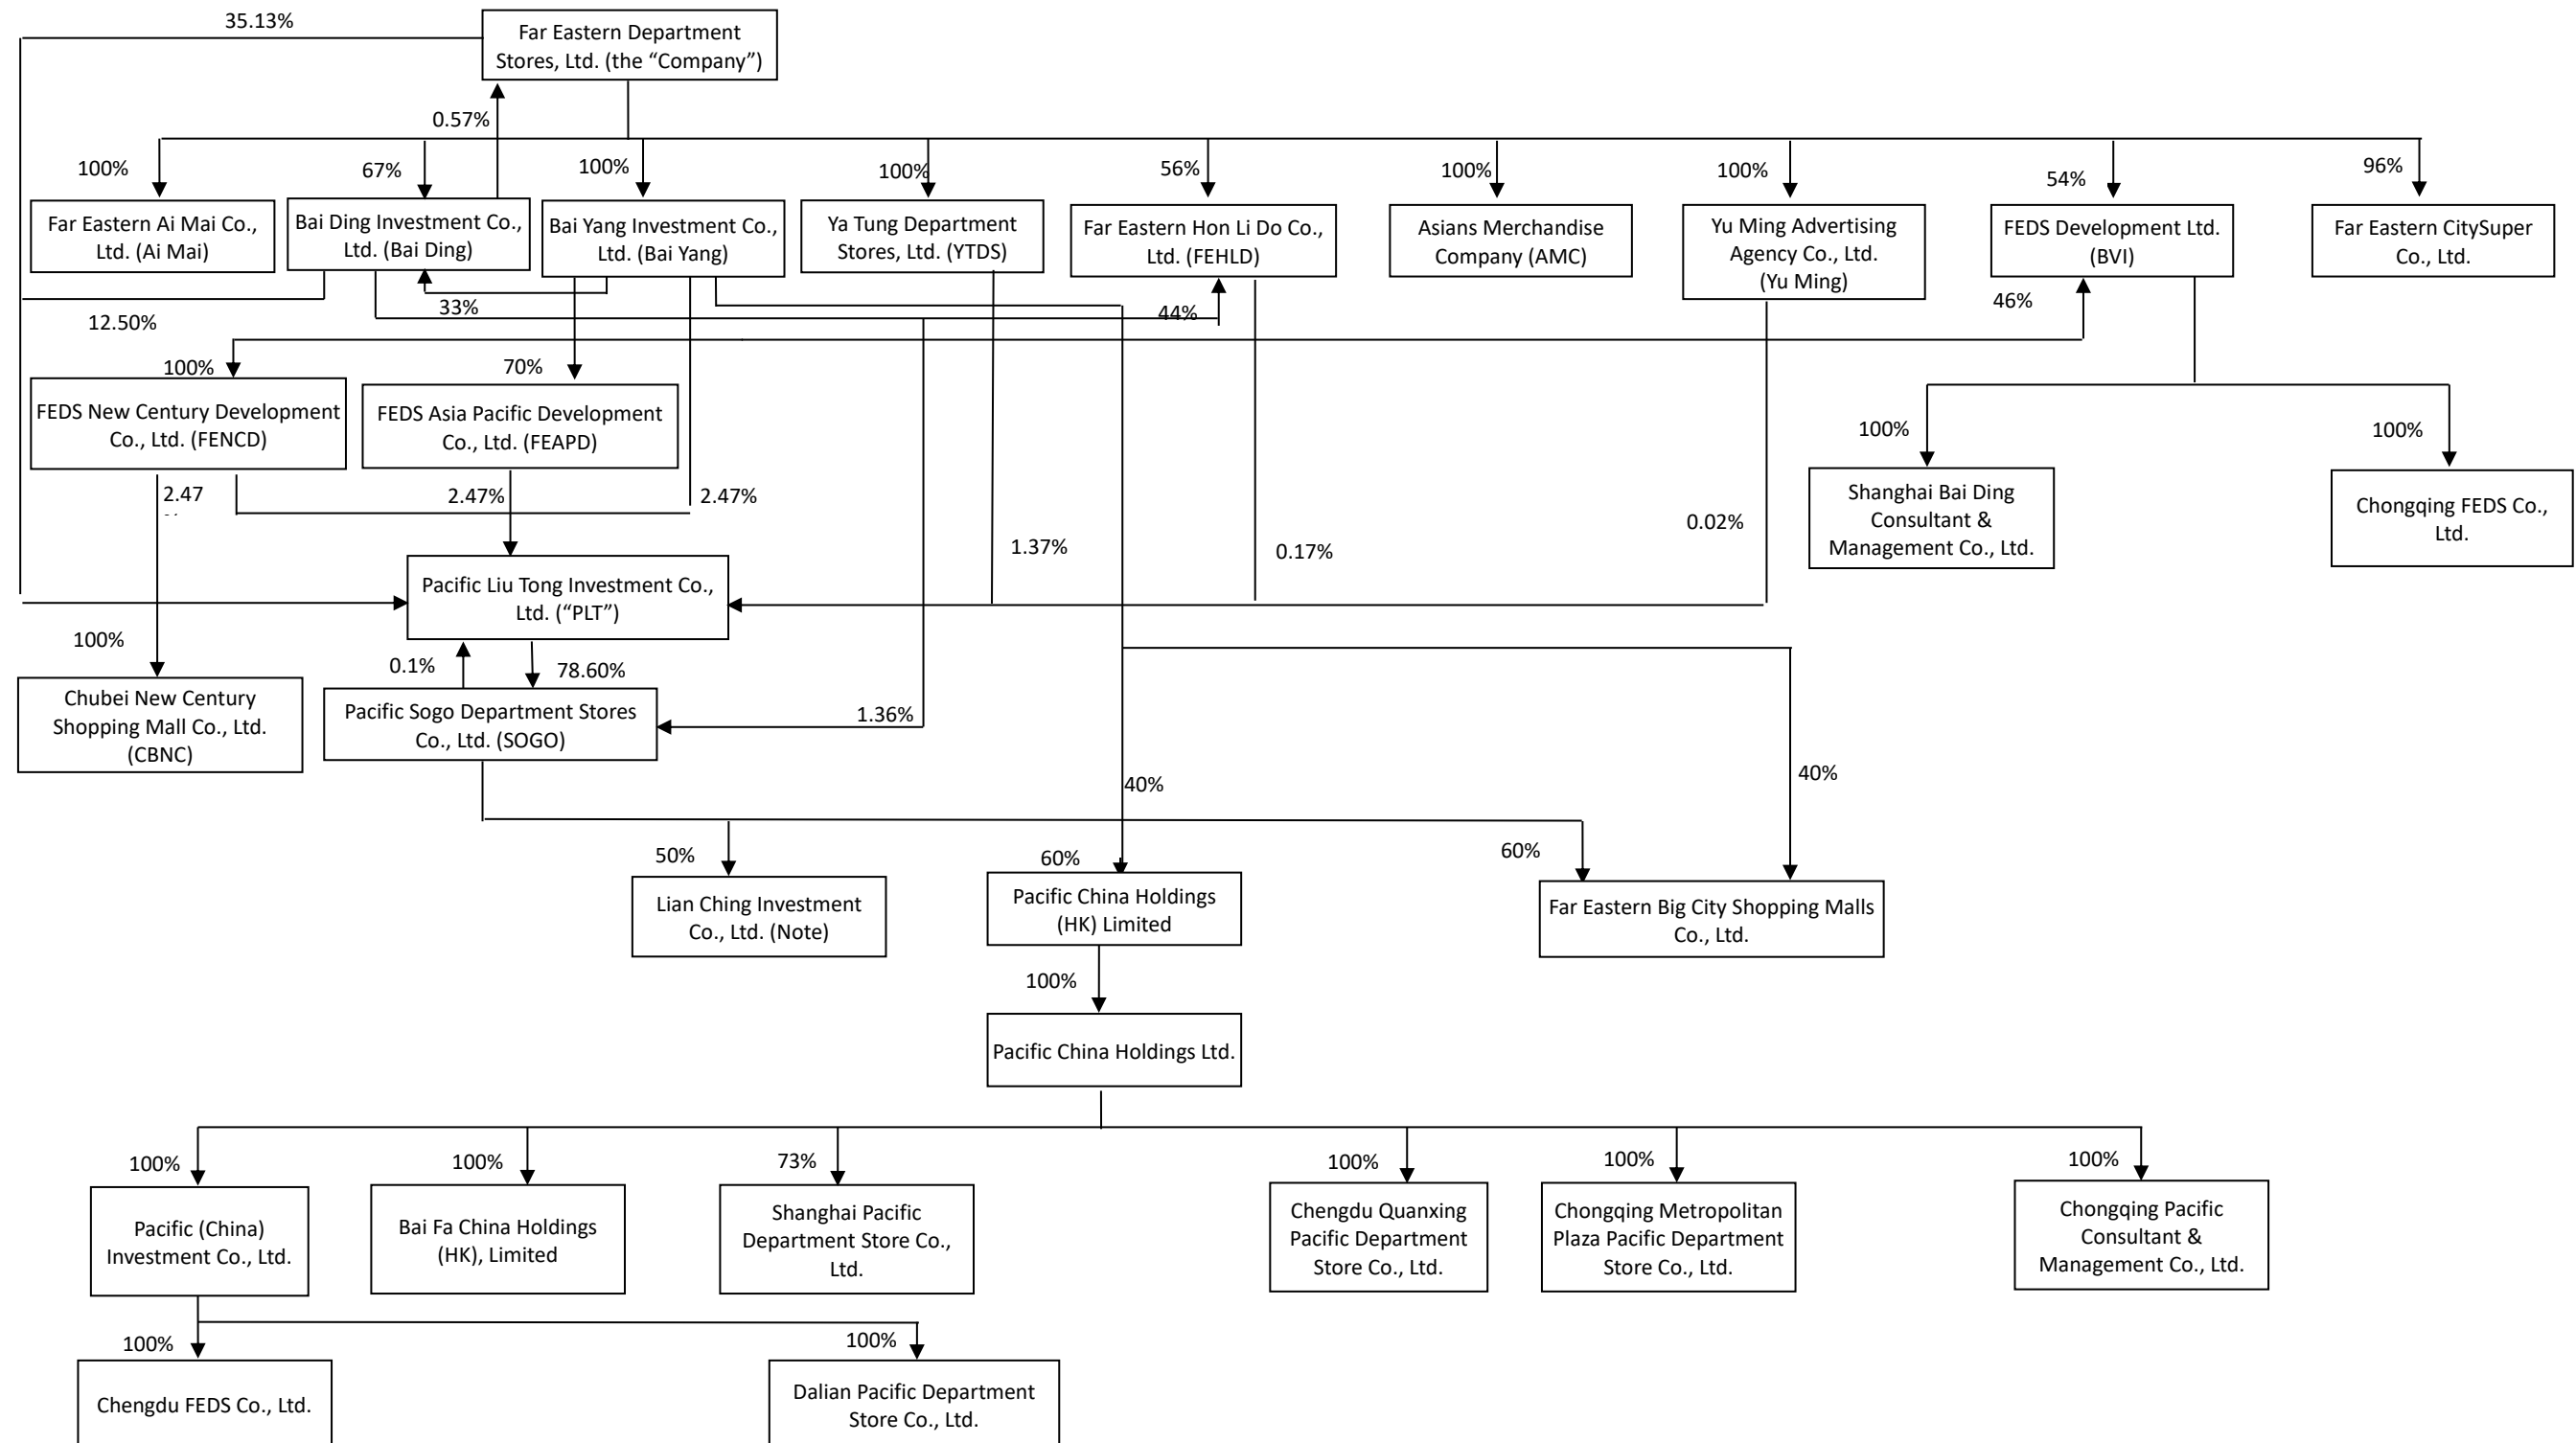 35.13%
Far Eastern Department
Stores, Ltd. (the “Company”)
0.57%
100%
67%
100%
100%
56%
100%
100%
54%
96%
Far Eastern Ai Mai Co.,
Ltd. (Ai Mai)
Bai Ding Investment Co.,
Ltd. (Bai Ding)
Bai Yang Investment Co.,
Ltd. (Bai Yang)
Ya Tung Department
Stores, Ltd. (YTDS)
Far Eastern Hon Li Do Co.,
Ltd. (FEHLD)
Asians Merchandise
Company (AMC)
Yu Ming Advertising
Agency Co., Ltd.
(Yu Ming)
FEDS Development Ltd.
(BVI)
Far Eastern CitySuper
Co., Ltd.
12.50%
33%
44%
46%
100%
70%
FEDS New Century Development
Co., Ltd. (FENCD)
FEDS Asia Pacific Development
Co., Ltd. (FEAPD)
100%
100%
2.47
2.47%
2.47%
1.37%
0.17%
0.02%
Shanghai Bai Ding
Consultant &
Management Co., Ltd.
Chongqing FEDS Co.,
Ltd.
Pacific Liu Tong Investment Co.,
Ltd. (“PLT”)
100%
0.1%
78.60%
Chubei New Century
Shopping Mall Co., Ltd.
(CBNC)
Pacific Sogo Department Stores
Co., Ltd. (SOGO)
1.36%
40%
40%
50%
60%
60%
Lian Ching Investment
Co., Ltd. (Note)
Pacific China Holdings
(HK) Limited
Far Eastern Big City Shopping Malls
Co., Ltd.
100%
Pacific China Holdings Ltd.
100%
100%
73%
100%
100%
100%
Pacific (China)
Investment Co., Ltd.
Bai Fa China Holdings
(HK), Limited
Shanghai Pacific
Department Store Co.,
Ltd.
Chengdu Quanxing
Pacific Department
Store Co., Ltd.
Chongqing Metropolitan
Plaza Pacific Department
Store Co., Ltd.
Chongqing Pacific
Consultant &
Management Co., Ltd.
100%
100%
Chengdu FEDS Co., Ltd.
Dalian Pacific Department
Store Co., Ltd.